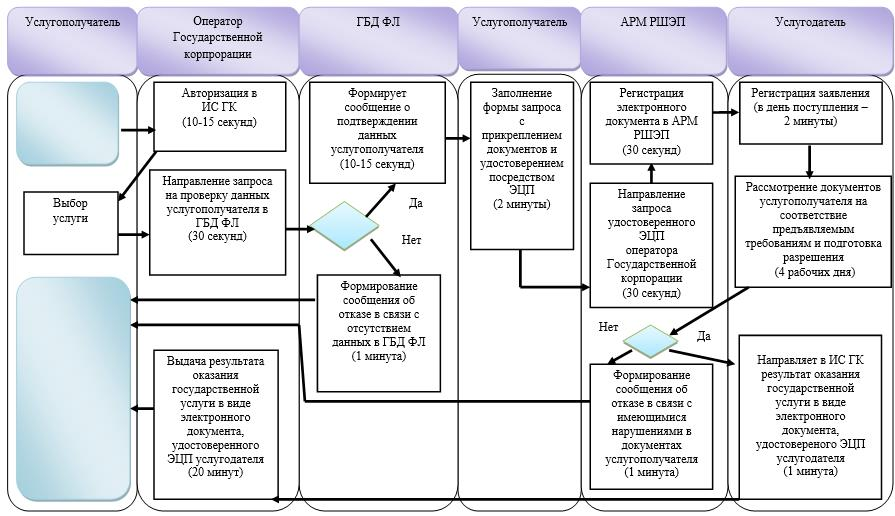 Услугополучатель
Оператор
Государственной
корпрорации
ГБД ФЛ
Услугополучатель
АРМ РШЭП
Услугодатель
Авторизация в
ИС ГК
(10-15 секунд)
Формирует
сообщение о
подтверждении
данных
услугополучателя
(10-15 секунд)
Заполнение
формы запроса
с
прикреплением
документов и
удостоверением
посредством
ЭЦП
(2 минуты)
Регистрация
электронного
документа в АРМ
РШЭП
(30 секунд)
Регистрация заявления
(в день поступления –
2 минуты)
Выбор
услуги
Направление запроса
на проверку данных
услугополучателя в
ГБД ФЛ
(30 секунд)
Да
Нет
Направление
запроса
удостоверенного
ЭЦП
оператора
Государственной
корпорации
(30 секунд)
Рассмотрение документов
услугополучателя на
соответствие
предъявляемым
требованиям и подготовка
разрешения
(4 рабочих дня)
Формирование
сообщения об
отказе в связи с
отсутствием
данных в ГБД ФЛ
(1 минута)
Нет
Да
Выдача результата
оказания
государственной
услуги в виде
электронного
документа,
удостоверенного
ЭЦП услугодателя
(20 минут)
Формирование
сообщения об
отказе в связи с
имеющимися
нарушениями в
документах
услугополучателя
(1 минута)
Направляет в ИС ГК
результат оказания
государственной
услуги в виде
электронного
документа,
удостовереного ЭЦП
услугодателя
(1 минута)